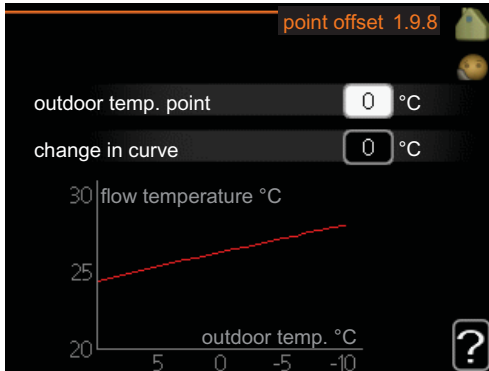 point offset 1.9.8
outdoor temp. point 0 °C
change in curve 0 °C
30 flow temperature °C
25
outdoor temp. °C
20
5 0 -5 -10
?